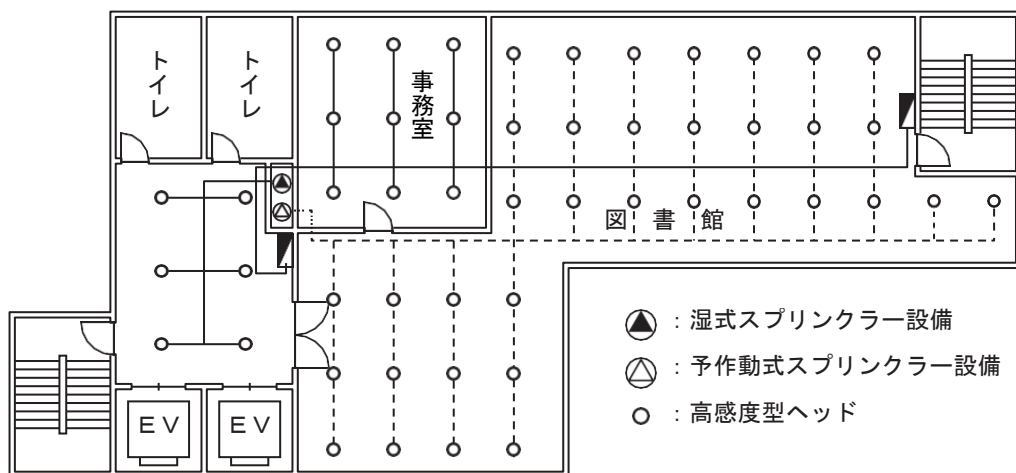 トイレ
トイレ
事務室
図書館
EV
EV
：湿式スプリンクラー設備
：予作動式スプリンクラー設備
：高感度型ヘッド